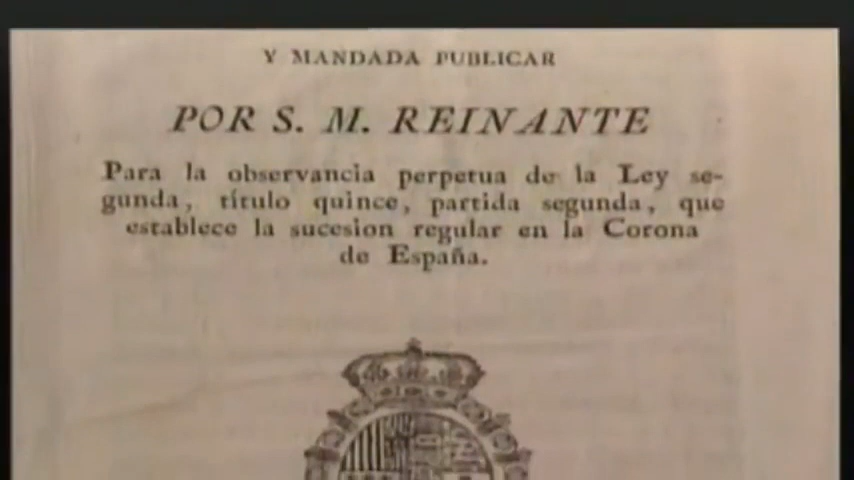 Y MANDADA PUBLICAR
POR S. M. REINANTE
Para la observancia perpetua de la Ley se-
gunda, título quince, partida segunda, que
establece la sucesion regular en la Corona
de España.